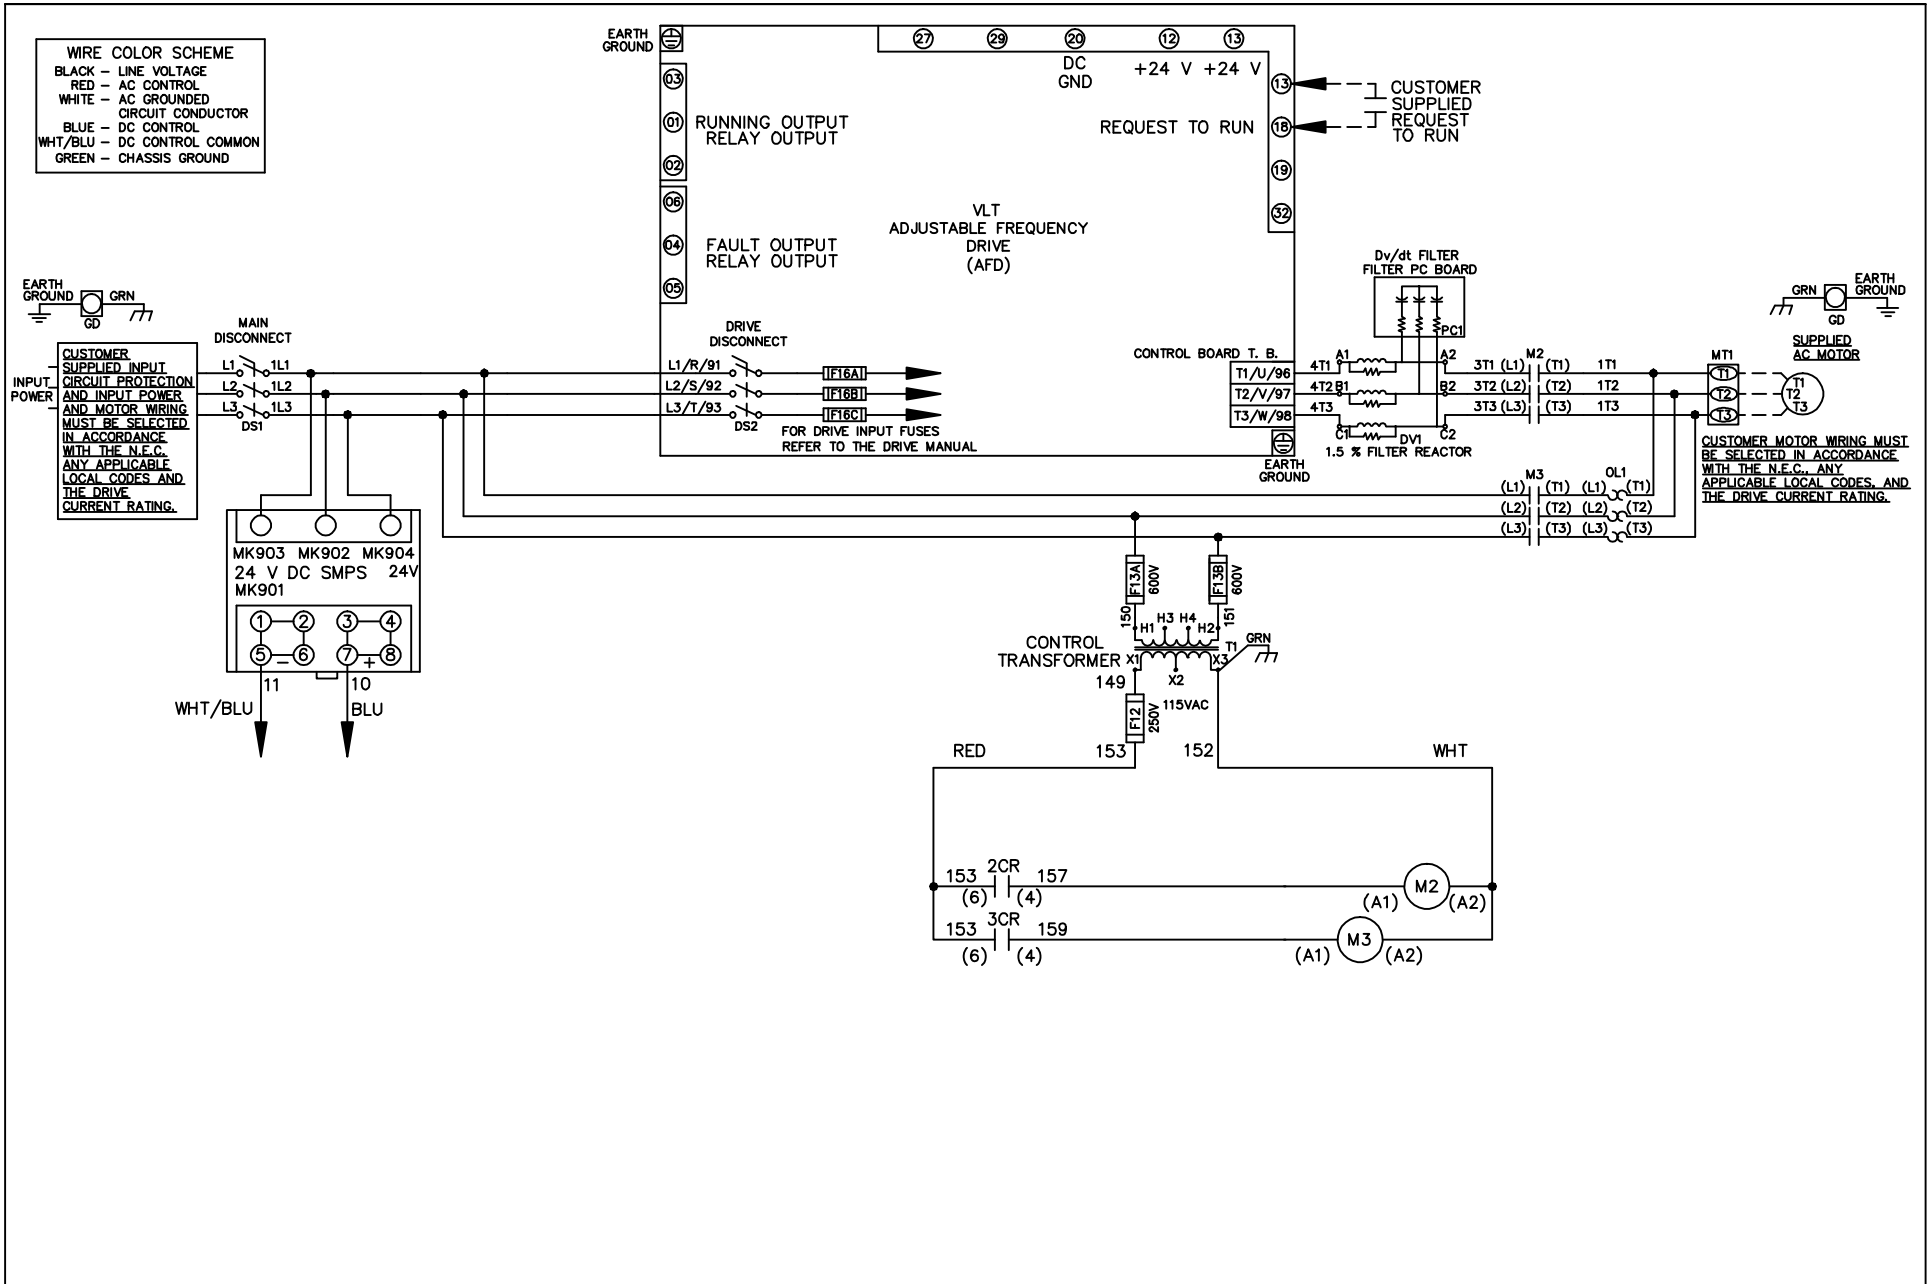 WIRE COLOR SCHEME
BLACK – LINE VOLTAGE
RED – AC CONTROL
WHITE – AC GROUNDED
CIRCUIT CONDUCTOR
BLUE – DC CONTROL
WHT/BLU – DC CONTROL COMMON
GREEN – CHASSIS GROUND
EARTH
GROUND
27 29 20 12 13
DC
GND
+24 V +24 V
03
01
02
RUNNING OUTPUT
RELAY OUTPUT
06
04
05
FAULT OUTPUT
RELAY OUTPUT
VLT
ADJUSTABLE FREQUENCY
DRIVE
(AFD)
13
REQUEST TO RUN 18
19
32
CUSTOMER
SUPPLIED
REQUEST
TO RUN
EARTH
GROUND
GRN
GD
INPUT
POWER
CUSTOMER
SUPPLIED INPUT
CIRCUIT PROTECTION
AND INPUT POWER
AND MOTOR WIRING
MUST BE SELECTED
IN ACCORDANCE
WITH THE N.E.C.
ANY APPLICABLE
LOCAL CODES AND
THE DRIVE
CURRENT RATING.
MAIN
DISCONNECT
L1 1L1
L2 1L2
L3 1L3
DS1
DRIVE
DISCONNECT
L1/R/91 F16A
L2/S/92 F16B
L3/T/93 F16C
DS2
FOR DRIVE INPUT FUSES
REFER TO THE DRIVE MANUAL
CONTROL BOARD T. B.
T1/U/96
T2/V/97
T3/W/98
EARTH
GROUND
Dv/dt FILTER
FILTER PC BOARD
PC1
4T1 A1 A2
4T2 B1 B2
4T3
C1 C2
DV1
1.5 % FILTER REACTOR
M2
3T1 (L1) (T1) 1T1
3T2 (L2) (T2) 1T2
3T3 (L3) (T3) 1T3
MT1
T1
T2
T3
GRN
EARTH
GROUND
GD
SUPPLIED
AC MOTOR
T1
T2
T3
CUSTOMER MOTOR WIRING MUST
BE SELECTED IN ACCORDANCE
WITH THE N.E.C., ANY
APPLICABLE LOCAL CODES, AND
THE DRIVE CURRENT RATING.
M3 OL1
(L1) (T1) (L1) (T1)
(L2) (T2) (L2) (T2)
(L3) (T3) (L3) (T3)
MK903 MK902 MK904
24 V DC SMPS 24V
MK901
1 2 3 4
5 – 6 7 + 8
11 10
WHT/BLU BLU
F13A 600V
F13B 600V
150 151
H1 H3 H4 H2
CONTROL
TRANSFORMER
T1
GRN
X1 X2 X3
149
F12 250V
115VAC
153 152
RED WHT
2CR
153 157
(6) (4)
M2
(A1) (A2)
3CR
153 159
(6) (4)
M3
(A1) (A2)